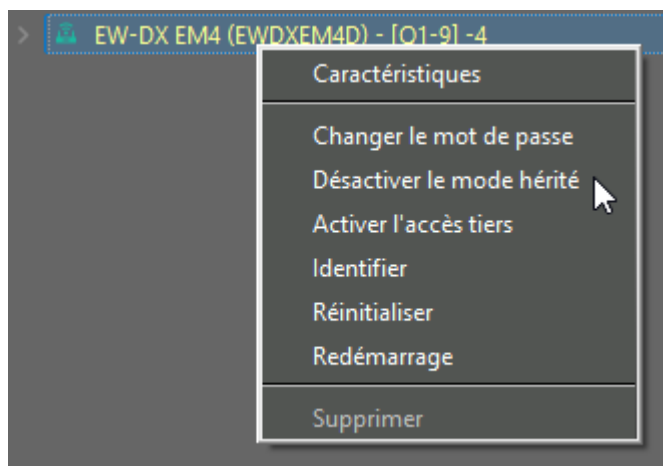 EW-DX EM4 (EWDXEM4D) - [Q1-9] -4
Caractéristiques
Changer le mot de passe
Désactiver le mode hérité
Activer l'accès tiers
Identifier
Réinitialiser
Redémarrage
Supprimer